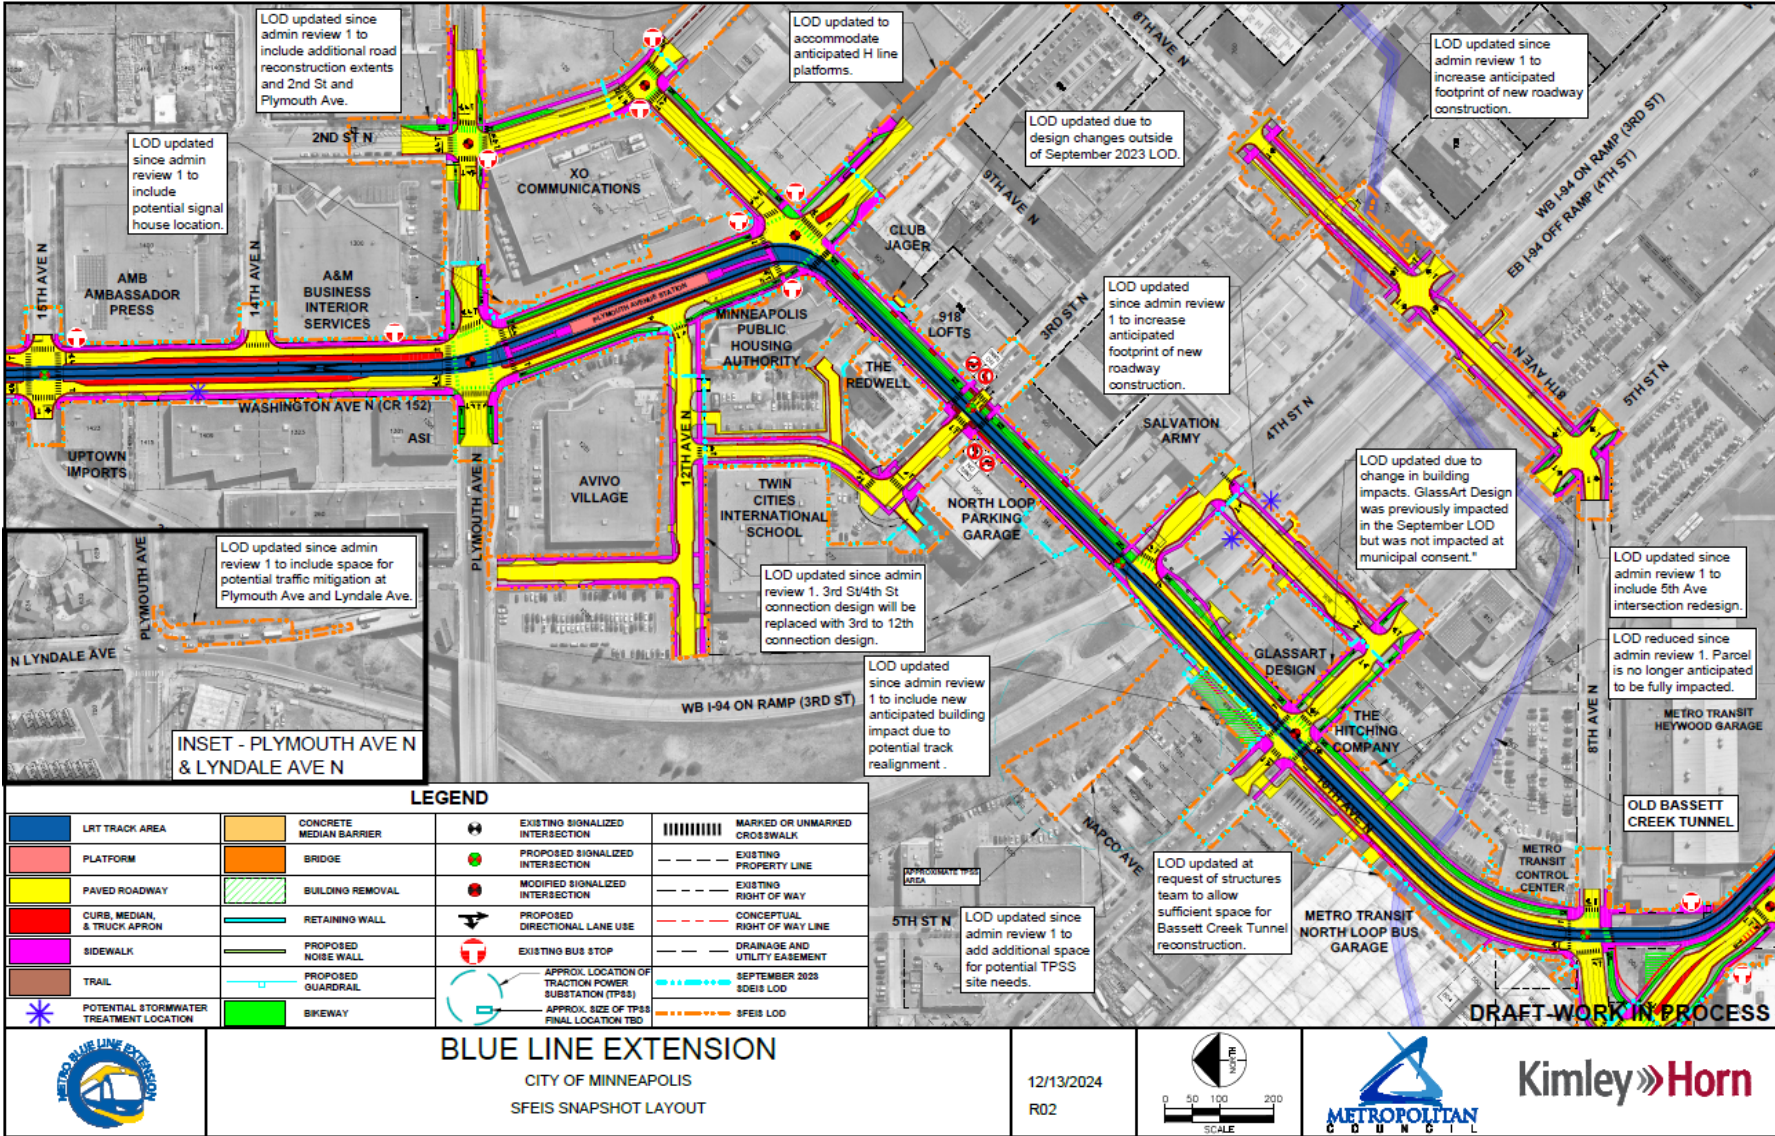 LOD updated since
admin review 1 to
include additional road
reconstruction extents
and 2nd St and
Plymouth Ave.
LOD updated to
accommodate
anticipated H line
platforms.
8TH AVE N
LOD updated since
admin review 1 to
increase anticipated
footprint of new roadway
construction.
LOD updated due to
design changes outside
of September 2023 LOD.
2ND ST N
LOD updated
since admin
review 1 to
include
potential signal
house location.
XO
COMMUNICATIONS
9TH AVE N
WB I-94 ON RAMP (3RD ST)
EB I-94 OFF RAMP (4TH ST)
CLUB
JAGER
15TH AVE N
AMB
AMBASSADOR
PRESS
14TH AVE N
A&M
BUSINESS
INTERIOR
SERVICES
PLYMOUTH AVENUE STATION
MINNEAPOLIS
PUBLIC
HOUSING
AUTHORITY
918
LOFTS
3RD ST N
LOD updated
since admin review
1 to increase
anticipated
footprint of new
roadway
construction.
THE
REDWELL
8TH AVE N
5TH ST N
WASHINGTON AVE N (CR 152)
ASI
UPTOWN
IMPORTS
PLYMOUTH AVE N
AVIVO
VILLAGE
12TH AVE N
TWIN
CITIES
INTERNATIONAL
SCHOOL
NORTH LOOP
PARKING
GARAGE
SALVATION
ARMY
4TH ST N
LOD updated due to
change in building
impacts. GlassArt Design
was previously impacted
in the September LOD
but was not impacted at
municipal consent."
LOD updated since admin
review 1 to include space for
potential traffic mitigation at
Plymouth Ave and Lyndale Ave.
PLYMOUTH AVE
N LYNDALE AVE
INSET - PLYMOUTH AVE N
& LYNDALE AVE N
LOD updated since admin
review 1. 3rd St/4th St
connection design will be
replaced with 3rd to 12th
connection design.
WB I-94 ON RAMP (3RD ST)
LOD updated
since admin review
1 to include new
anticipated building
impact due to
potential track
realignment .
GLASSART
DESIGN
THE
HITCHING
COMPANY
LOD updated since
admin review 1 to
include 5th Ave
intersection redesign.
LOD reduced since
admin review 1. Parcel
is no longer anticipated
to be fully impacted.
8TH AVE N
METRO TRANSIT
HEYWOOD GARAGE
OLD BASSETT
CREEK TUNNEL
10TH AVE N
NAPCO AVE
APPROXIMATE TPSS
AREA
5TH ST N
LOD updated since
admin review 1 to
add additional space
for potential TPSS
site needs.
LOD updated at
request of structures
team to allow
sufficient space for
Bassett Creek Tunnel
reconstruction.
METRO TRANSIT
NORTH LOOP BUS
GARAGE
METRO
TRANSIT
CONTROL
CENTER
DRAFT-WORK IN PROCESS
LEGEND
LRT TRACK AREA
PLATFORM
PAVED ROADWAY
CURB, MEDIAN,
& TRUCK APRON
SIDEWALK
TRAIL
POTENTIAL STORMWATER
TREATMENT LOCATION
CONCRETE
MEDIAN BARRIER
BRIDGE
BUILDING REMOVAL
RETAINING WALL
PROPOSED
NOISE WALL
PROPOSED
GUARDRAIL
BIKEWAY
EXISTING SIGNALIZED
INTERSECTION
PROPOSED SIGNALIZED
INTERSECTION
MODIFIED SIGNALIZED
INTERSECTION
PROPOSED
DIRECTIONAL LANE USE
EXISTING BUS STOP
APPROX. LOCATION OF
TRACTION POWER
SUBSTATION (TPSS)
APPROX. SIZE OF TPSS
FINAL LOCATION TBD
MARKED OR UNMARKED
CROSSWALK
EXISTING
PROPERTY LINE
EXISTING
RIGHT OF WAY
CONCEPTUAL
RIGHT OF WAY LINE
DRAINAGE AND
UTILITY EASEMENT
SEPTEMBER 2023
SDEIS LOD
SFEIS LOD
METRO BLUE LINE EXTENSION
BLUE LINE EXTENSION
CITY OF MINNEAPOLIS
SFEIS SNAPSHOT LAYOUT
12/13/2024
R02
NORTH
0 50 100 200
SCALE
METROPOLITAN
COUNCIL
Kimley»Horn